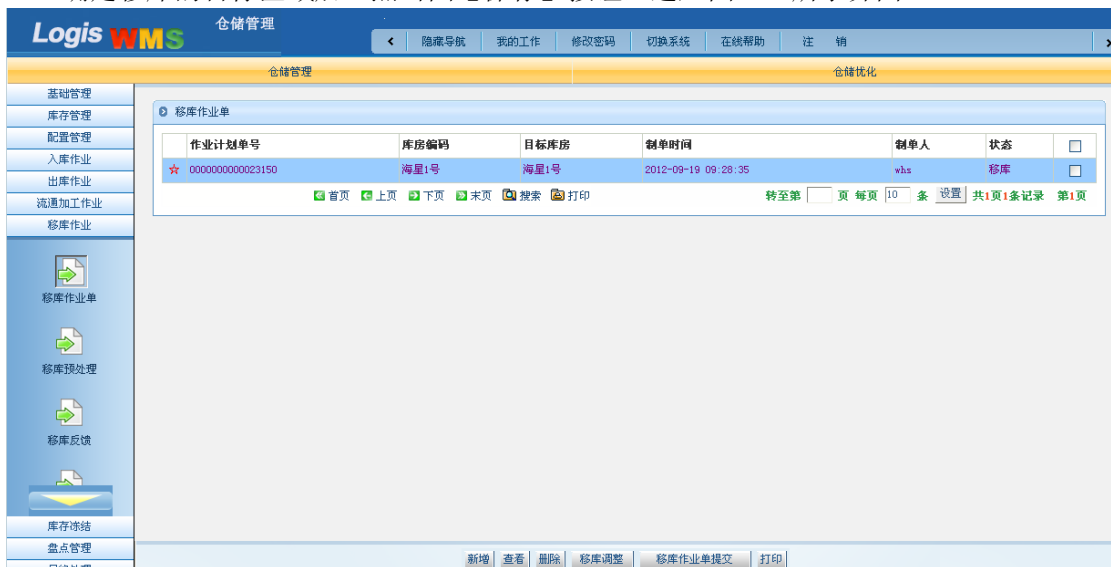 Logis WMS
仓储管理
隐藏导航 我的工作 修改密码 切换系统 在线帮助 注 销
仓储管理 仓储优化
基础管理
库存管理
配置管理
入库作业
出库作业
流通加工作业
移库作业
移库作业单
移库预处理
移库反馈
库存冻结
盘点管理
移库作业单
作业计划单号 库房编码 目标库房 制单时间 制单人 状态
0000000000023150 海星1号 海星1号 2012-09-19 09:28:35 whs 移库
首页 上页 下页 末页 搜索 打印 转至第 页 每页 10 条 设置 共1页1条记录 第1页
新增 查看 删除 移库调整 移库作业单提交 打印